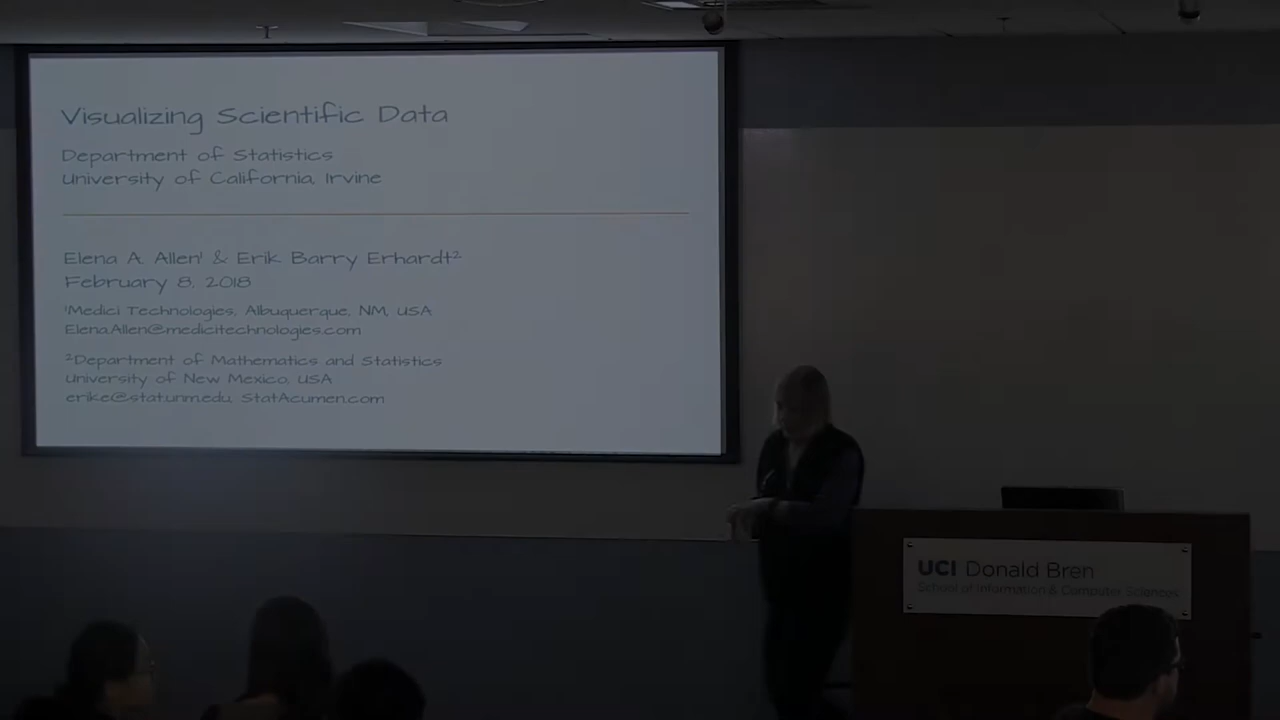 Visualizing Scientific Data
Department of Statistics
University of California, Irvine
Elena A. Allen¹ & Erik Barry Erhardt²
February 8, 2018
¹Medici Technologies, Albuquerque, NM, USA
ElenaAllen@medicitechnologies.com
²Department of Mathematics and Statistics
University of New Mexico, USA
erike@stat.unm.edu, StatAcumen.com
UCI Donald Bren
School of Information & Computer Sciences